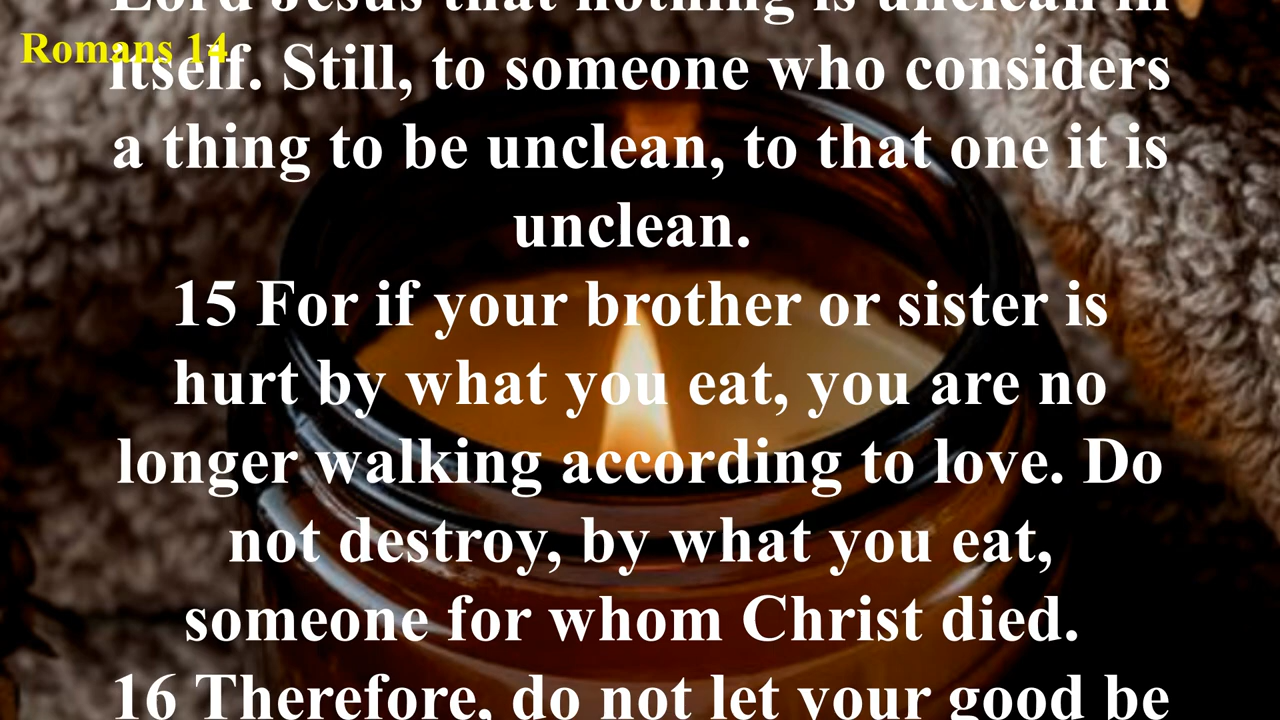 Lord Jesus that nothing is unclean in
Romans 14
itself. Still, to someone who considers
a thing to be unclean, to that one it is
unclean.
15 For if your brother or sister is
hurt by what you eat, you are no
longer walking according to love. Do
not destroy, by what you eat,
someone for whom Christ died.
16 Therefore, do not let your good be